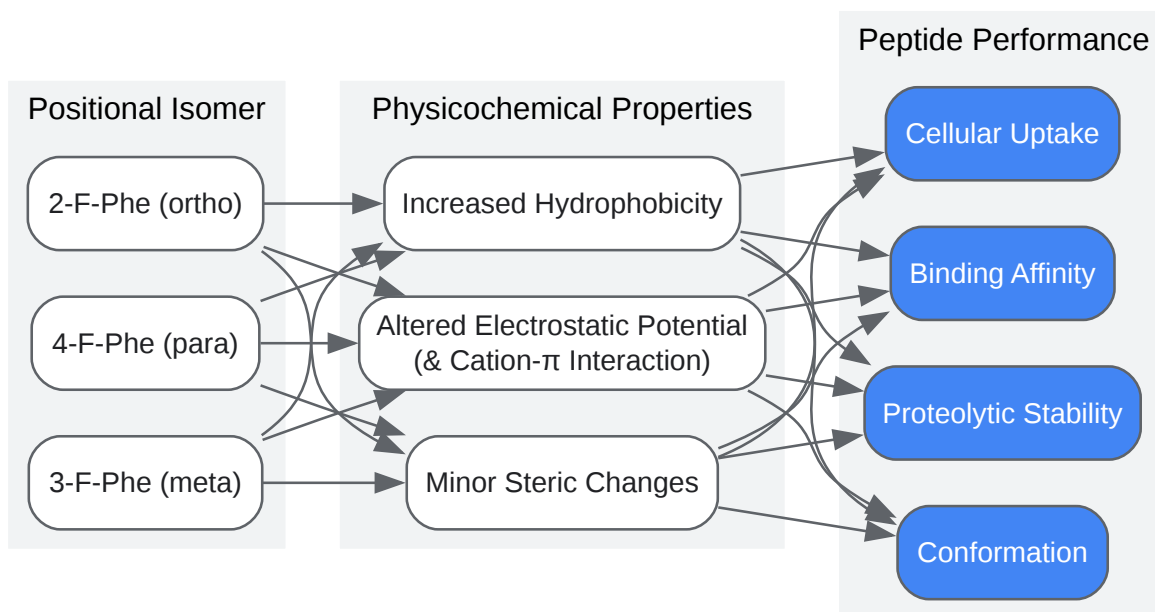 Positional Isomer
2-F-Phe (ortho)
4-F-Phe (para)
3-F-Phe (meta)
Physicochemical Properties
Increased Hydrophobicity
Altered Electrostatic Potential
(& Cation-π Interaction)
Minor Steric Changes
Peptide Performance
Cellular Uptake
Binding Affinity
Proteolytic Stability
Conformation